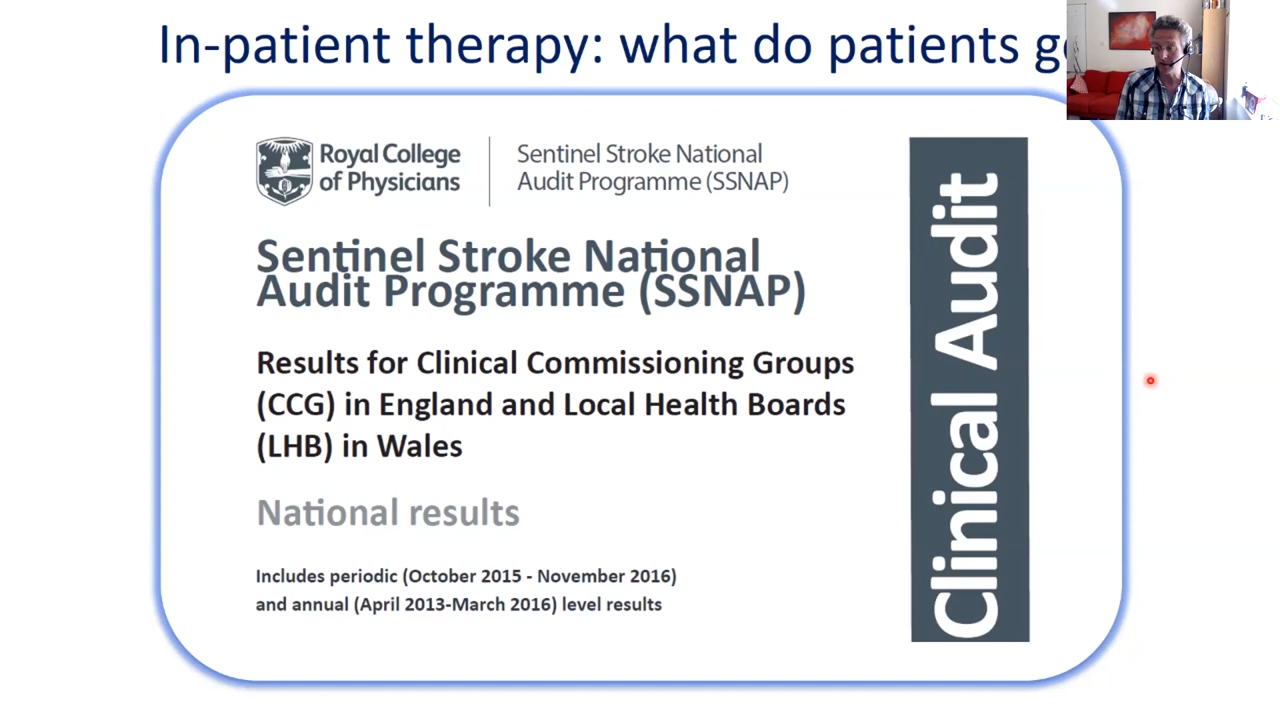 In-patient therapy: what do patients
Royal College
of Physicians
Sentinel Stroke National
Audit Programme (SSNAP)
Sentinel Stroke National
Audit Programme (SSNAP)
Results for Clinical Commissioning Groups
(CCG) in England and Local Health Boards
(LHB) in Wales
National results
Includes periodic (October 2015 - November 2016)
and annual (April 2013-March 2016) level results
Clinical Audit